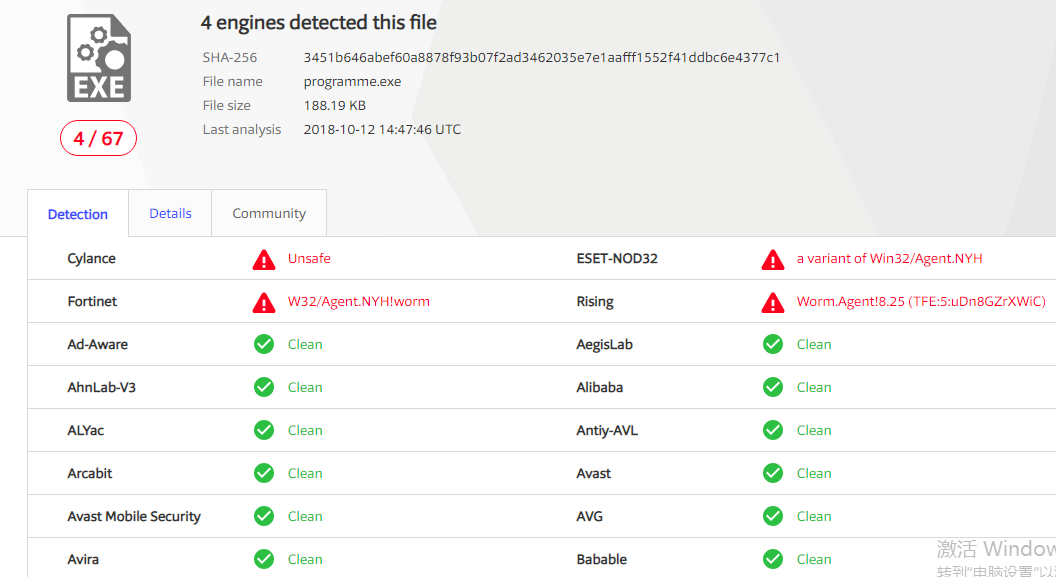 4 engines detected this file
SHA-256 3451b646abef60a8878f93b07f2ad3462035e7e1aafff1552f41ddbc6e4377c1
File name programme.exe
File size 188.19 KB
Last analysis 2018-10-12 14:47:46 UTC
EXE
4 / 67
Detection Details Community
Cylance Unsafe ESET-NOD32 a variant of Win32/Agent.NYH
Fortinet W32/Agent.NYH!worm Rising Worm.Agent!8.25 (TFE:5:uDn8GZrXWiC)
Ad-Aware Clean AegisLab Clean
AhnLab-V3 Clean Alibaba Clean
ALYac Clean Antiy-AVL Clean
Arcabit Clean Avast Clean
Avast Mobile Security Clean AVG Clean
Avira Clean Babable Clean
激活 Window
转到“电脑设置”以